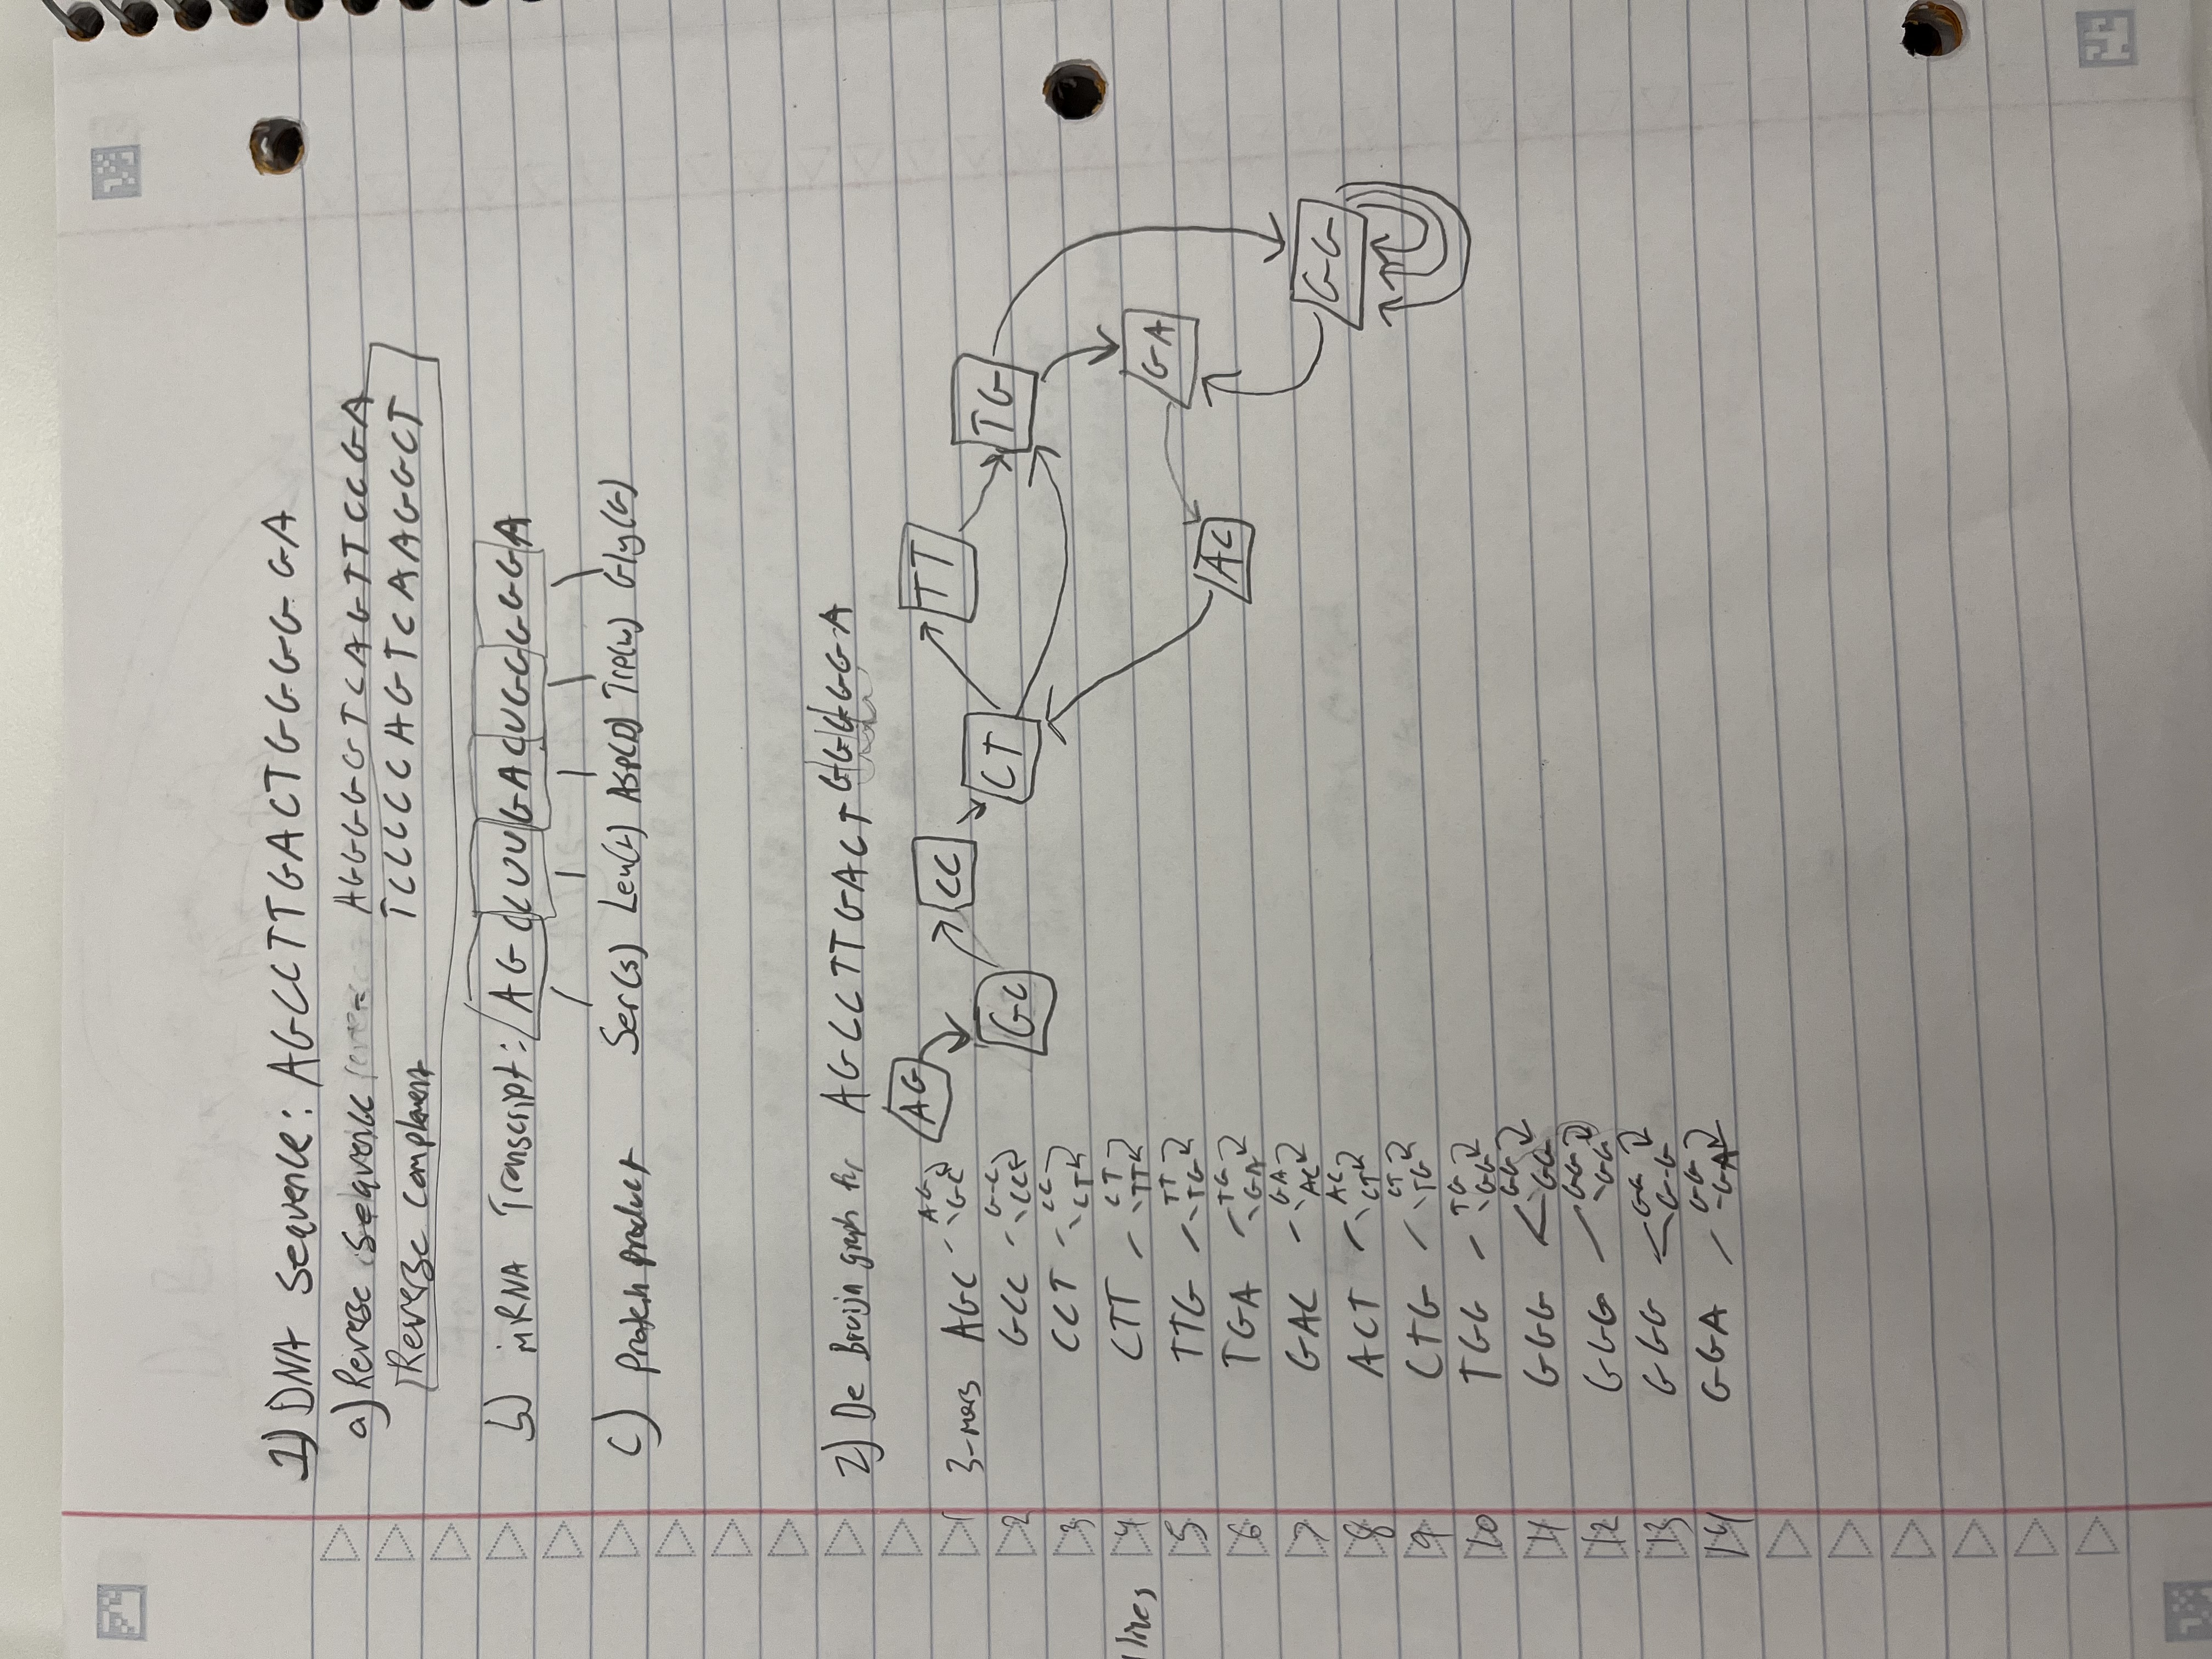 1) DNA Sequence: AGCCTTGACTGGGGGA
a) Reverse Sequence AGGGGGTCAGTTCCGA
Reverse complement TCCCCCAGTCAAGGCT
b) mRNA Transcript: AGCCUUGACUGGGGGA
c) Protein product Ser(S) Leu(L) Asp(D) Trp(W) Gly(G)
2) De Bruijn graph for AGCCTTGACTGGGGGA
AG CC TT
CT TG
GC
GA
AC
GG
1 3-mers AGC - AG GC
2 GCC - GC CC
3 CCT - CC CT
lives 4 CTT - CT TT
5 TTG - TT TG
6 TGA - TG GA
7 GAC - GA AC
8 ACT - AC CT
9 CTG - CT TG
10 TGG - TG GG
11 GGG GG GG
12 GGG - GG GG
13 GGG GG GG
14 GGA - GG GA